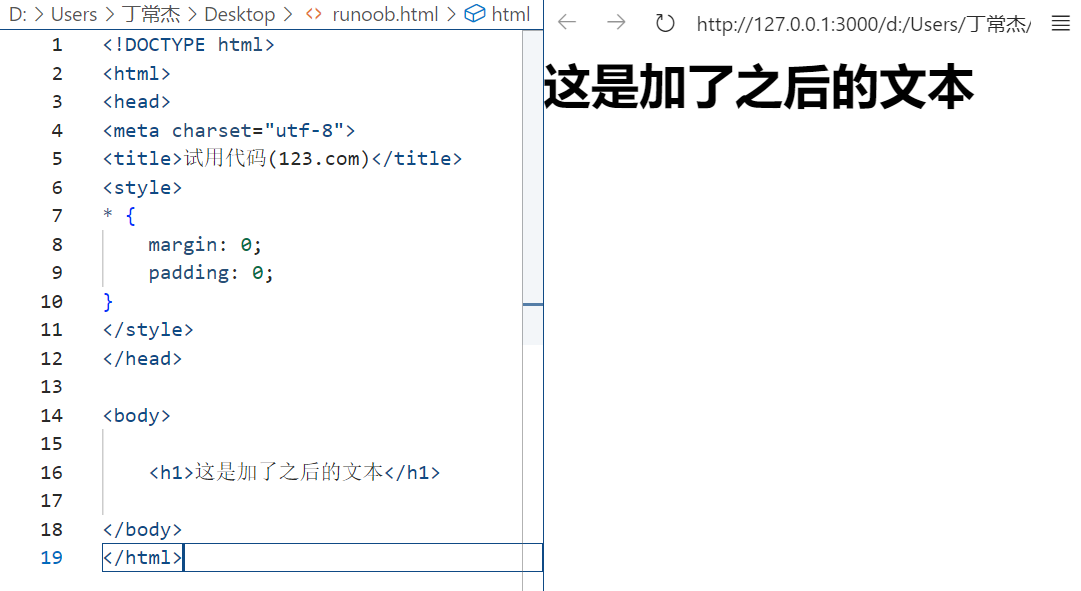 D: > Users > 丁常杰 > Desktop > <> runoob.html > html
1 <!DOCTYPE html>
2 <html>
3 <head>
4 <meta charset="utf-8">
5 <title>试用代码(123.com)</title>
6 <style>
7 * {
8     margin: 0;
9     padding: 0;
10 }
11 </style>
12 </head>
13
14 <body>
15
16     <h1>这是加了之后的文本</h1>
17
18 </body>
19 </html>
http://127.0.0.1:3000/d:/Users/丁常杰/
这是加了之后的文本